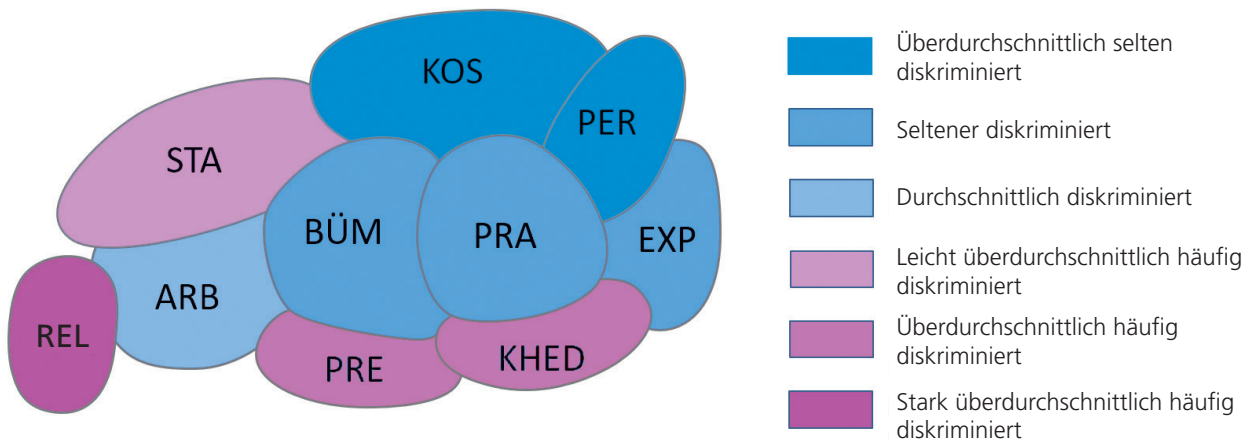 KOS
PER
STA
BÜM
PRA
EXP
ARB
REL
PRE
KHED
Überdurchschnittlich selten
diskriminiert
Seltener diskriminiert
Durchschnittlich diskriminiert
Leicht überdurchschnittlich häufig
diskriminiert
Überdurchschnittlich häufig
diskriminiert
Stark überdurchschnittlich häufig
diskriminiert